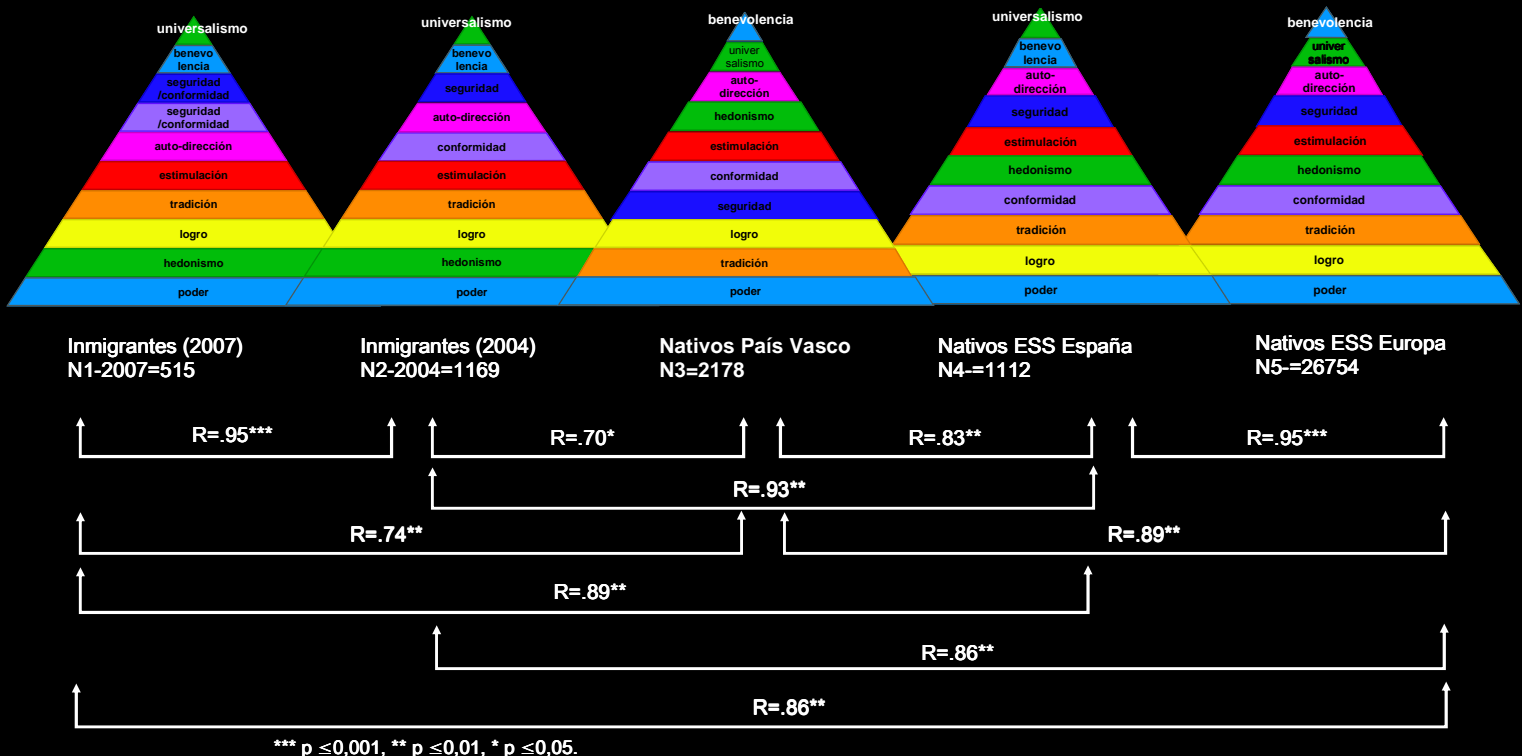 universalismo
benevo
lencia
seguridad
/conformidad
seguridad
/conformidad
auto-dirección
estimulación
tradición
logro
hedonismo
poder
universalismo
benevo
lencia
seguridad
auto-dirección
conformidad
estimulación
tradición
logro
hedonismo
poder
benevolencia
univer
salismo
auto-
dirección
hedonismo
estimulación
conformidad
seguridad
logro
tradición
poder
universalismo
benevo
lencia
auto-
dirección
seguridad
estimulación
hedonismo
conformidad
tradición
logro
poder
benevolencia
univer
salismo
auto-
dirección
seguridad
estimulación
hedonismo
conformidad
tradición
logro
poder
Inmigrantes (2007)
N1-2007=515
Inmigrantes (2004)
N2-2004=1169
Nativos País Vasco
N3=2178
Nativos ESS España
N4-=1112
Nativos ESS Europa
N5-=26754
R=.95***
R=.70*
R=.83**
R=.95***
R=.93**
R=.74**
R=.89**
R=.89**
R=.86**
R=.86**
*** p ≤0,001, ** p ≤0,01, * p ≤0,05.